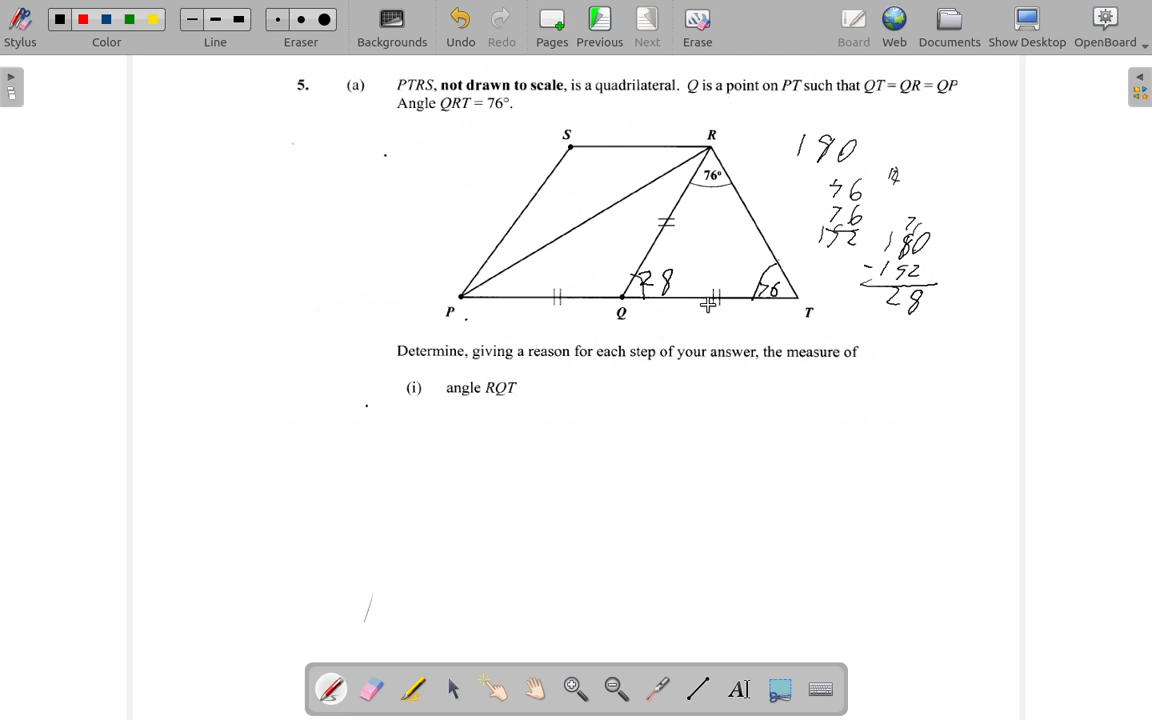 Stylus Color Line Eraser Backgrounds Undo Redo Pages Previous Next Erase Board Web Documents Show Desktop OpenBoard
5. (a) PTRS, not drawn to scale, is a quadrilateral. Q is a point on PT such that QT = QR = QP
Angle QRT = 76°.
S R
180
76°
76
76
152
180
-152
28
28
76
P Q T
Determine, giving a reason for each step of your answer, the measure of
(i) angle RQT
AI